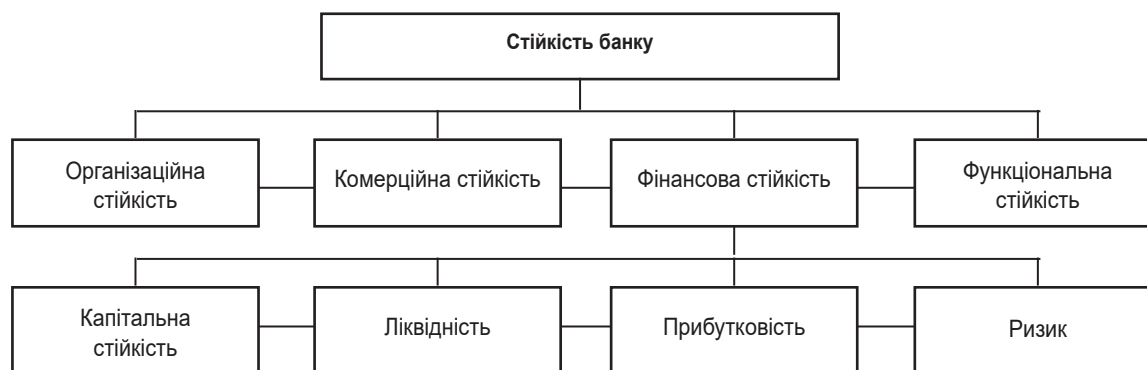 Стійкість банку
Організаційна
стійкість
Комерційна стійкість
Фінансова стійкість
Функціональна
стійкість
Капітальна
стійкість
Ліквідність
Прибутковість
Ризик